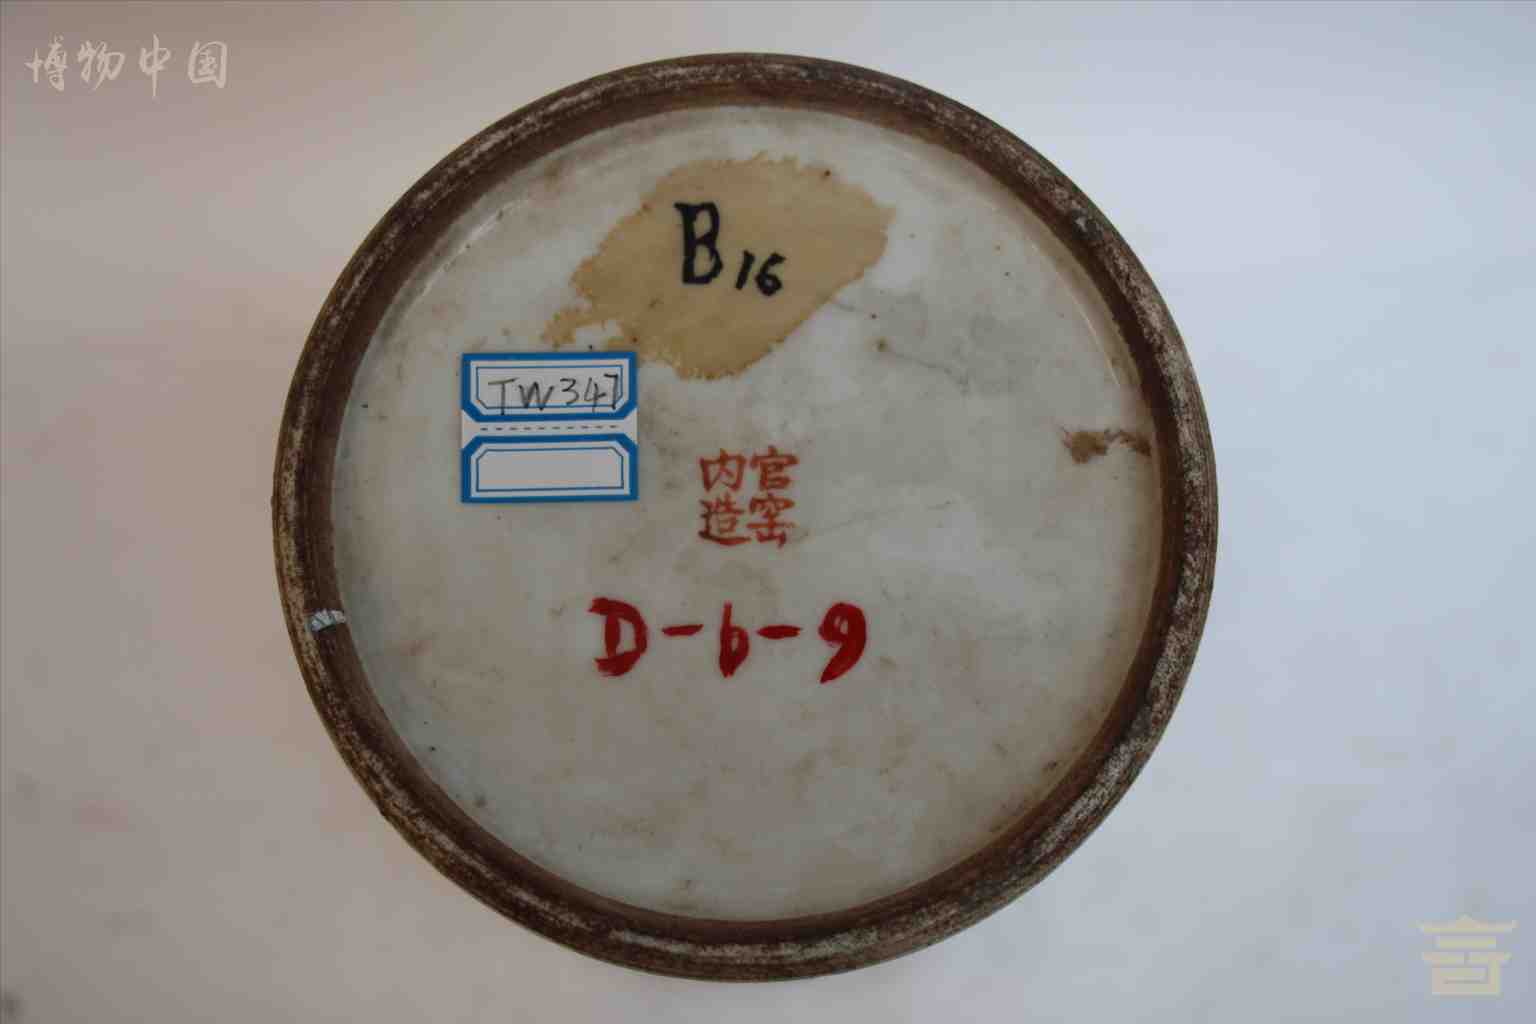 博物中国
B16
TW347
官窑
内造
D-6-9